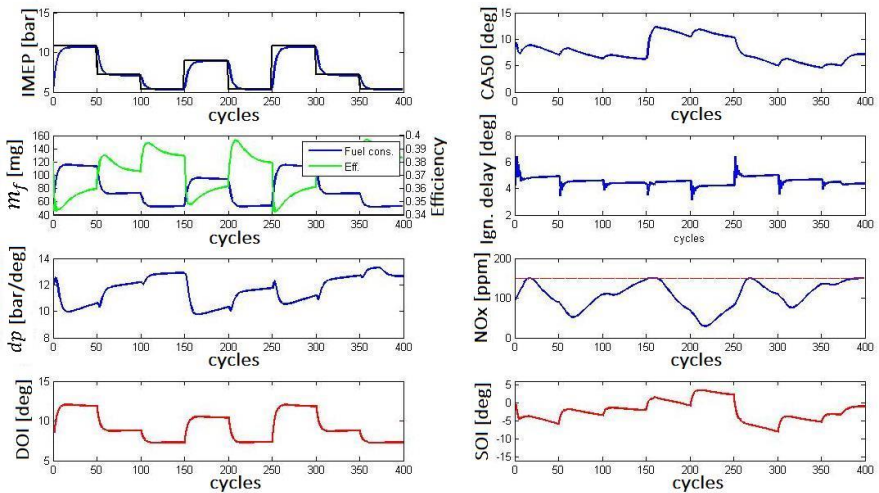 IMEP [bar]
15
10
5
0 50 100 150 200 250 300 350 400
cycles
CA50 [deg]
15
10
5
0
0 50 100 150 200 250 300 350 400
cycles
m_f [mg]
160
140
120
100
80
60
40
0 50 100 150 200 250 300 350 400
cycles
Fuel cons.
Eff.
0.4
0.39
0.38
0.37
0.36
0.35
0.34
Efficiency
Ign. delay [deg]
8
6
4
2
0 50 100 150 200 250 300 350 400
cycles
dp [bar/deg]
14
12
10
8
0 50 100 150 200 250 300 350 400
cycles
NOx [ppm]
100
0
0 50 100 150 200 250 300 350 400
cycles
DOI [deg]
15
10
5
0 50 100 150 200 250 300 350 400
cycles
SOI [deg]
5
0
-5
-10
-15
0 50 100 150 200 250 300 350 400
cycles